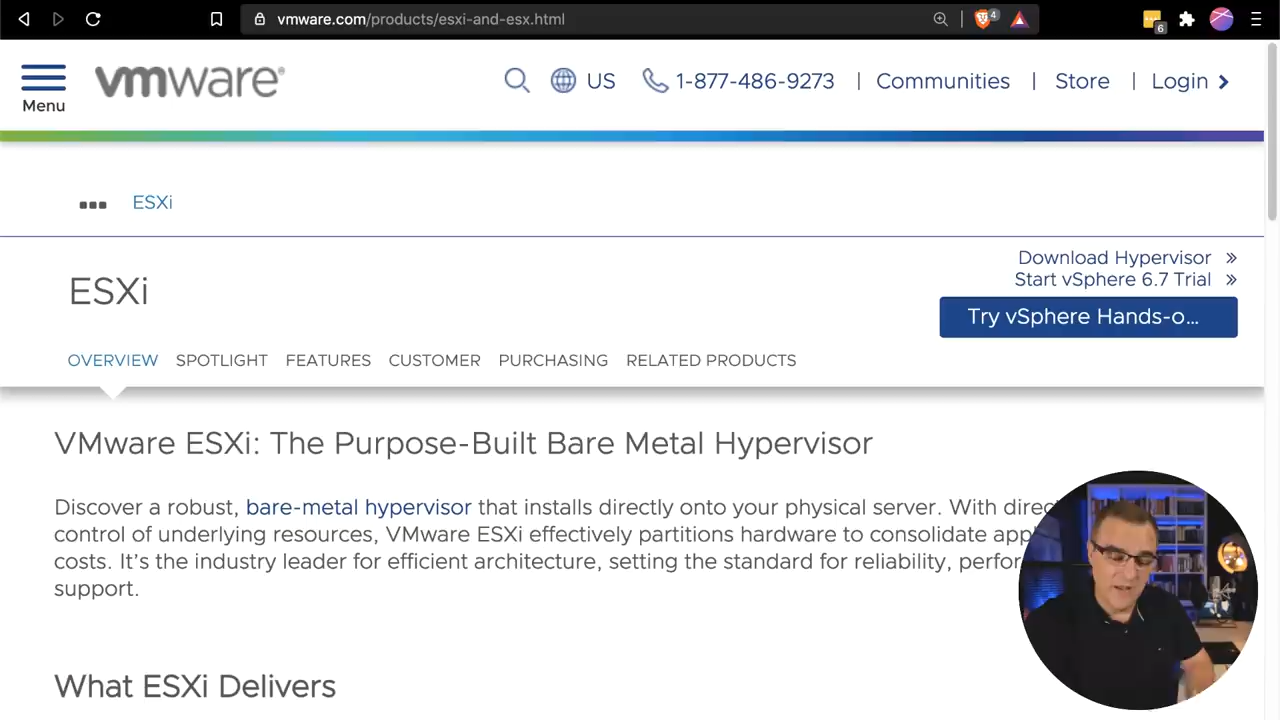 vmware.com/products/esxi-and-esx.html
4
6
Menu
vmware®
US
1-877-486-9273
|
Communities
|
Store
|
Login
ESXi
ESXi
Download Hypervisor »
Start vSphere 6.7 Trial »
Try vSphere Hands-o...
OVERVIEW SPOTLIGHT FEATURES CUSTOMER PURCHASING RELATED PRODUCTS
VMware ESXi: The Purpose-Built Bare Metal Hypervisor
Discover a robust, bare-metal hypervisor that installs directly onto your physical server. With direc
control of underlying resources, VMware ESXi effectively partitions hardware to consolidate app
costs. It’s the industry leader for efficient architecture, setting the standard for reliability, perfor
support.
What ESXi Delivers